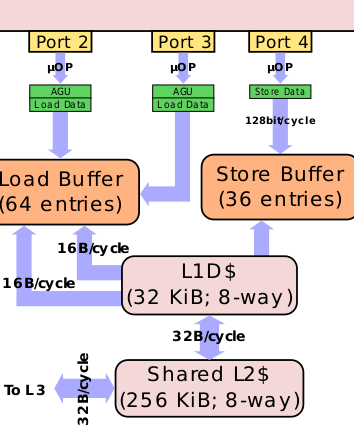 Port 2
Port 3
Port 4
µOP
µOP
µOP
AGU
Load Data
AGU
Load Data
Store Data
128bit/cycle
Load Buffer
(64 entries)
Store Buffer
(36 entries)
16B/cycle
16B/cycle
L1D$
(32 KiB; 8-way)
32B/cycle
To L3
32B/cycle
Shared L2$
(256 KiB; 8-way)